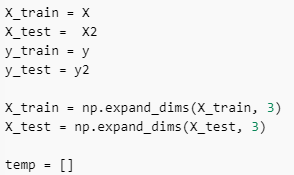 X_train = X
X_test =  X2
y_train = y
y_test = y2
X_train = np.expand_dims(X_train, 3)
X_test = np.expand_dims(X_test, 3)
temp = []